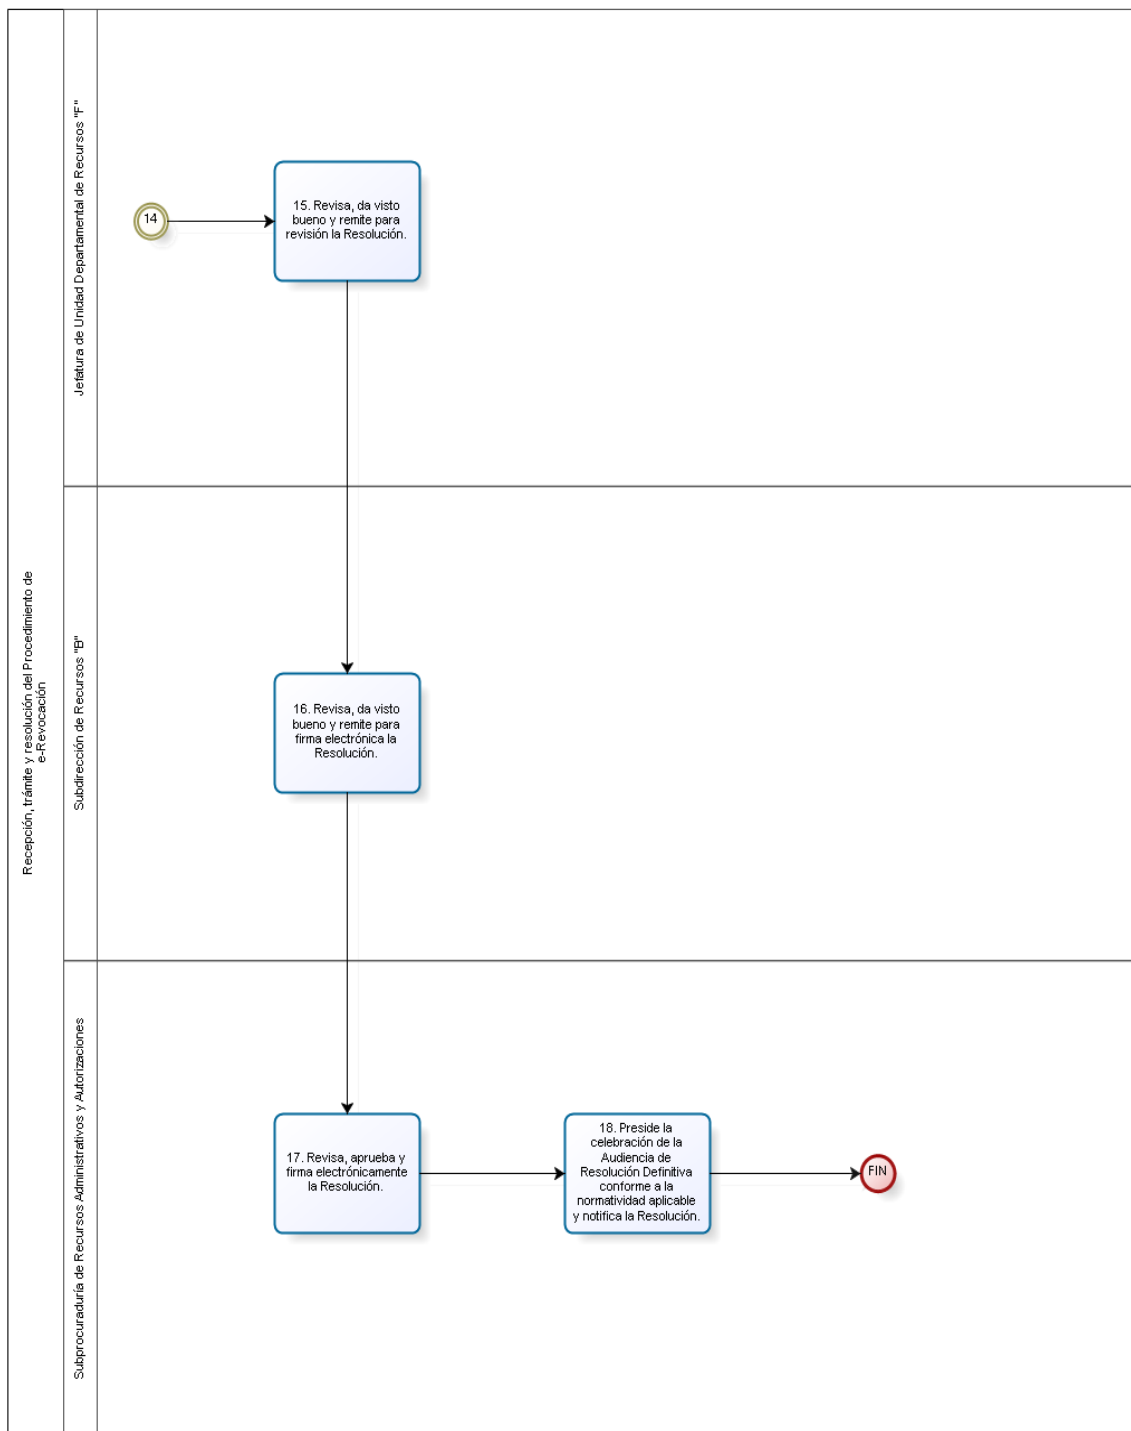 Recepción, trámite y resolución del Procedimiento de
e-Revocación
Jefatura de Unidad Departamental de Recursos "F"
14
15. Revisa, da visto
bueno y remite para
revisión la Resolución.
Subdirección de Recursos "B"
16. Revisa, da visto
bueno y remite para
firma electrónica la
Resolución.
Subprocuraduría de Recursos Administrativos y Autorizaciones
17. Revisa, aprueba y
firma electrónicamente
la Resolución.
18. Preside la
celebración de la
Audiencia de
Resolución Definitiva
conforme a la
normatividad aplicable
y notifica la Resolución.
FIN